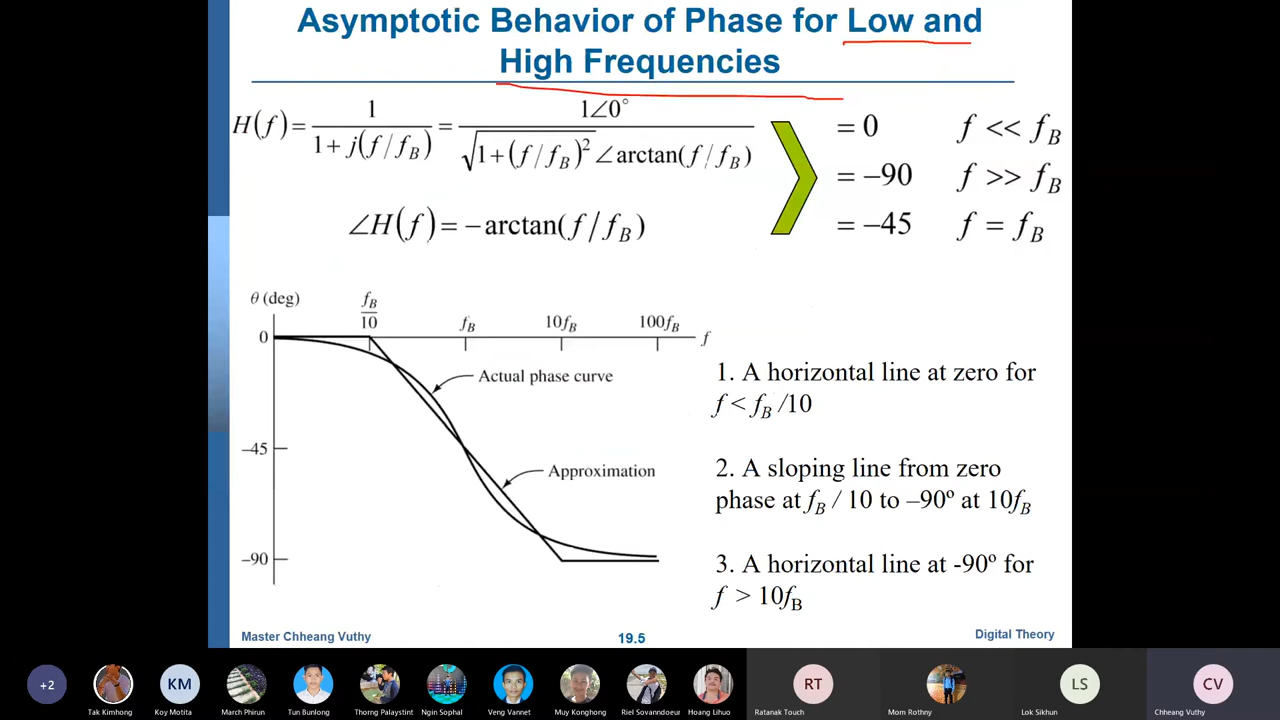 Asymptotic Behavior of Phase for Low and
High Frequencies
H(f) = 1 / (1 + j(f/f_B)) = 1∠0° / (√(1+(f/f_B)²) ∠arctan(f/f_B))
= 0 f << f_B
= –90 f >> f_B
= –45 f = f_B
∠H(f) = – arctan(f/f_B)
θ (deg)
f_B/10
f_B
10f_B
100f_B
f
0
–45
–90
Actual phase curve
Approximation
1. A horizontal line at zero for
f < f_B /10
2. A sloping line from zero
phase at f_B / 10 to –90º at 10f_B
3. A horizontal line at -90º for
f > 10f_B
Master Chheang Vuthy
19.5
Digital Theory
+2
KM
RT
LS
CV
Tak Kimhong
Koy Motita
March Phirun
Tun Bunlong
Thorng Palaystint
Ngin Sophal
Veng Vannet
Muy Konghong
Riel Sovanndoeur
Hoang Lihuo
Ratanak Touch
Mom Rothny
Lok Sikhun
Chheang Vuthy